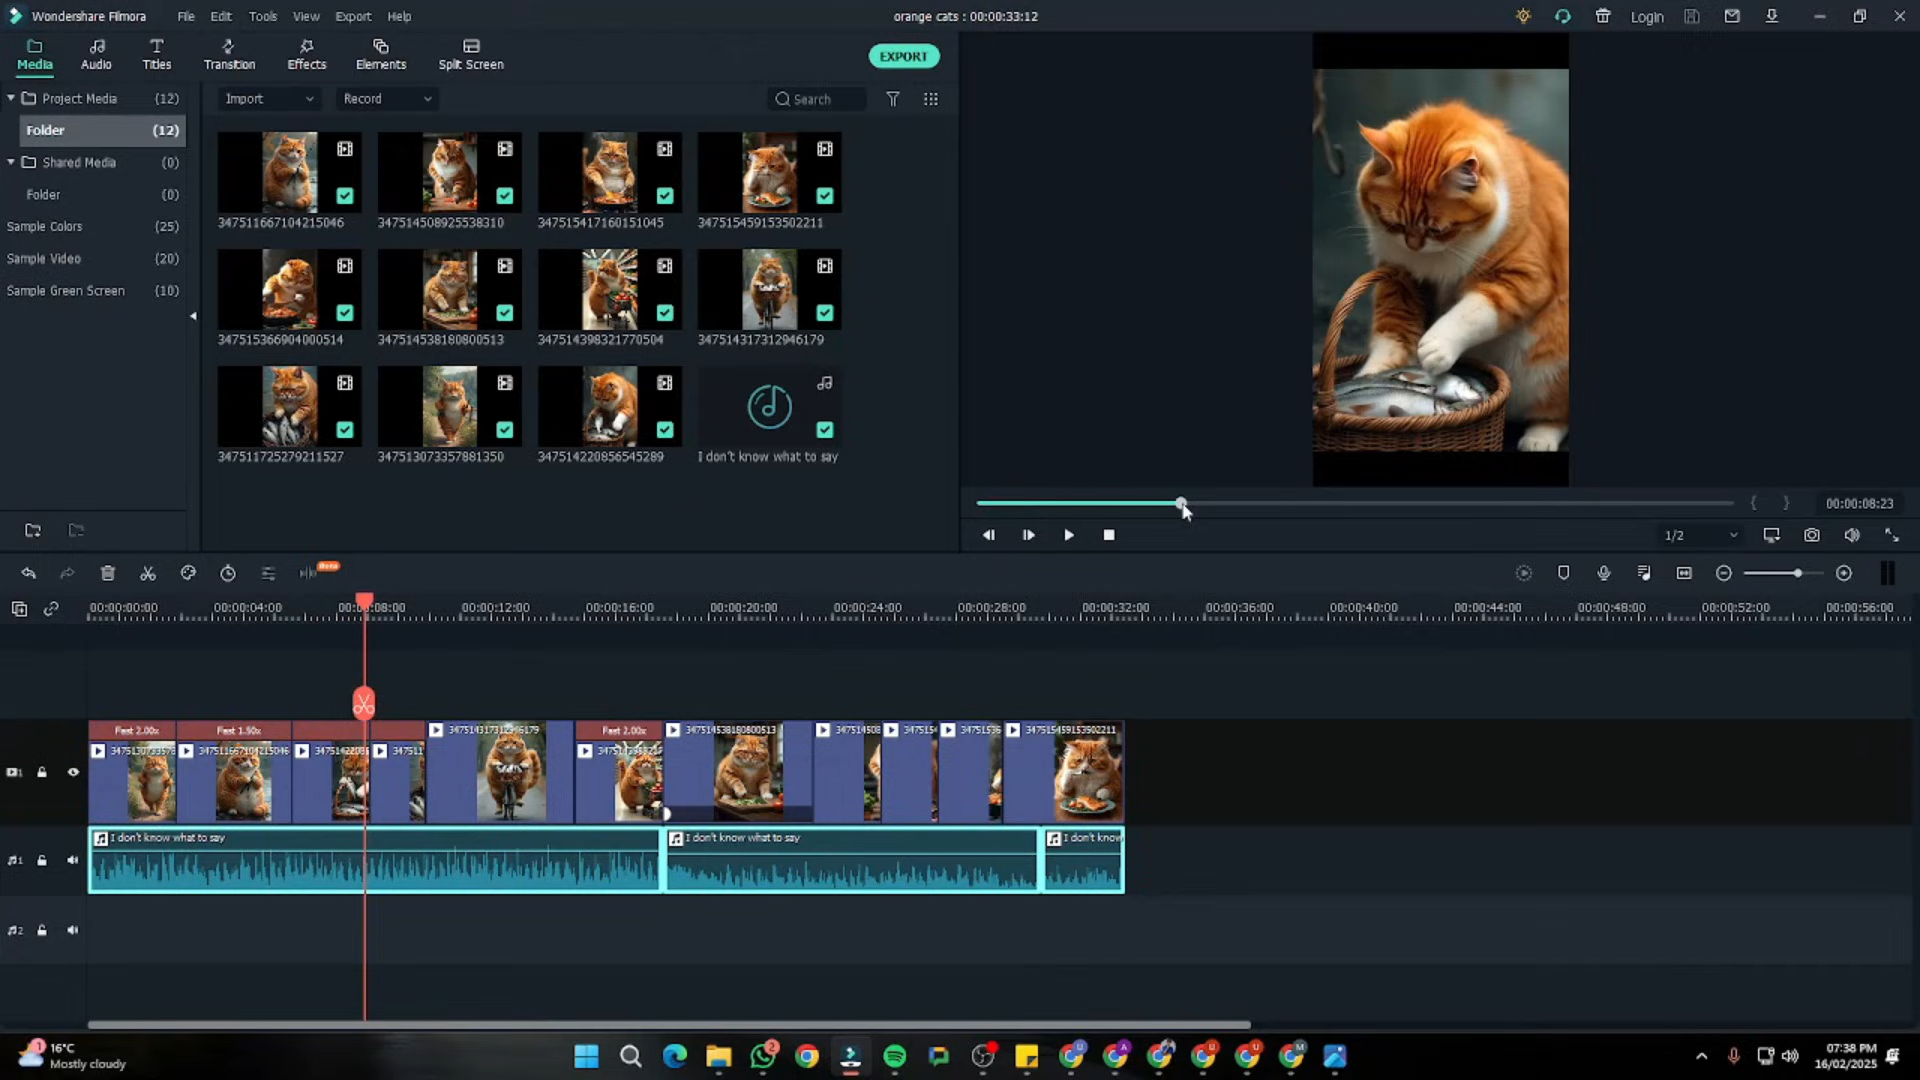 Wondershare Filmora File Edit Tools View Export Help orange cats : 00:00:33:12 Login
Media Audio Titles Transition Effects Elements Split Screen EXPORT
Project Media (12) Import Record Search
Folder (12)
Shared Media (0)
Folder (0)
Sample Colors (25)
Sample Video (20)
Sample Green Screen (10)
347511667104215046 347514508925538310 347515417160151045 347515459153502211
347515366904000514 347514538180800513 347514398321770504 347514317312946179
347511725279211527 347513073357881350 347514220856545289 I don't know what to say
00:00:08:23
1/2
Beta
00:00:00:00 00:00:04:00 00:00:08:00 00:00:12:00 00:00:16:00 00:00:20:00 00:00:24:00 00:00:28:00 00:00:32:00 00:00:36:00 00:00:40:00 00:00:44:00 00:00:48:00 00:00:52:00 00:00:56:00
Fast 2.00x Fast 1.50x 347514317312946179 Fast 2.00x 347514538180800513 347514508 347515459153502211
347511667104215046
1
I don't know what to say I don't know what to say I don't know
1
2
1 16°C
Mostly cloudy
2
U A U U M
07:38 PM
16/02/2025